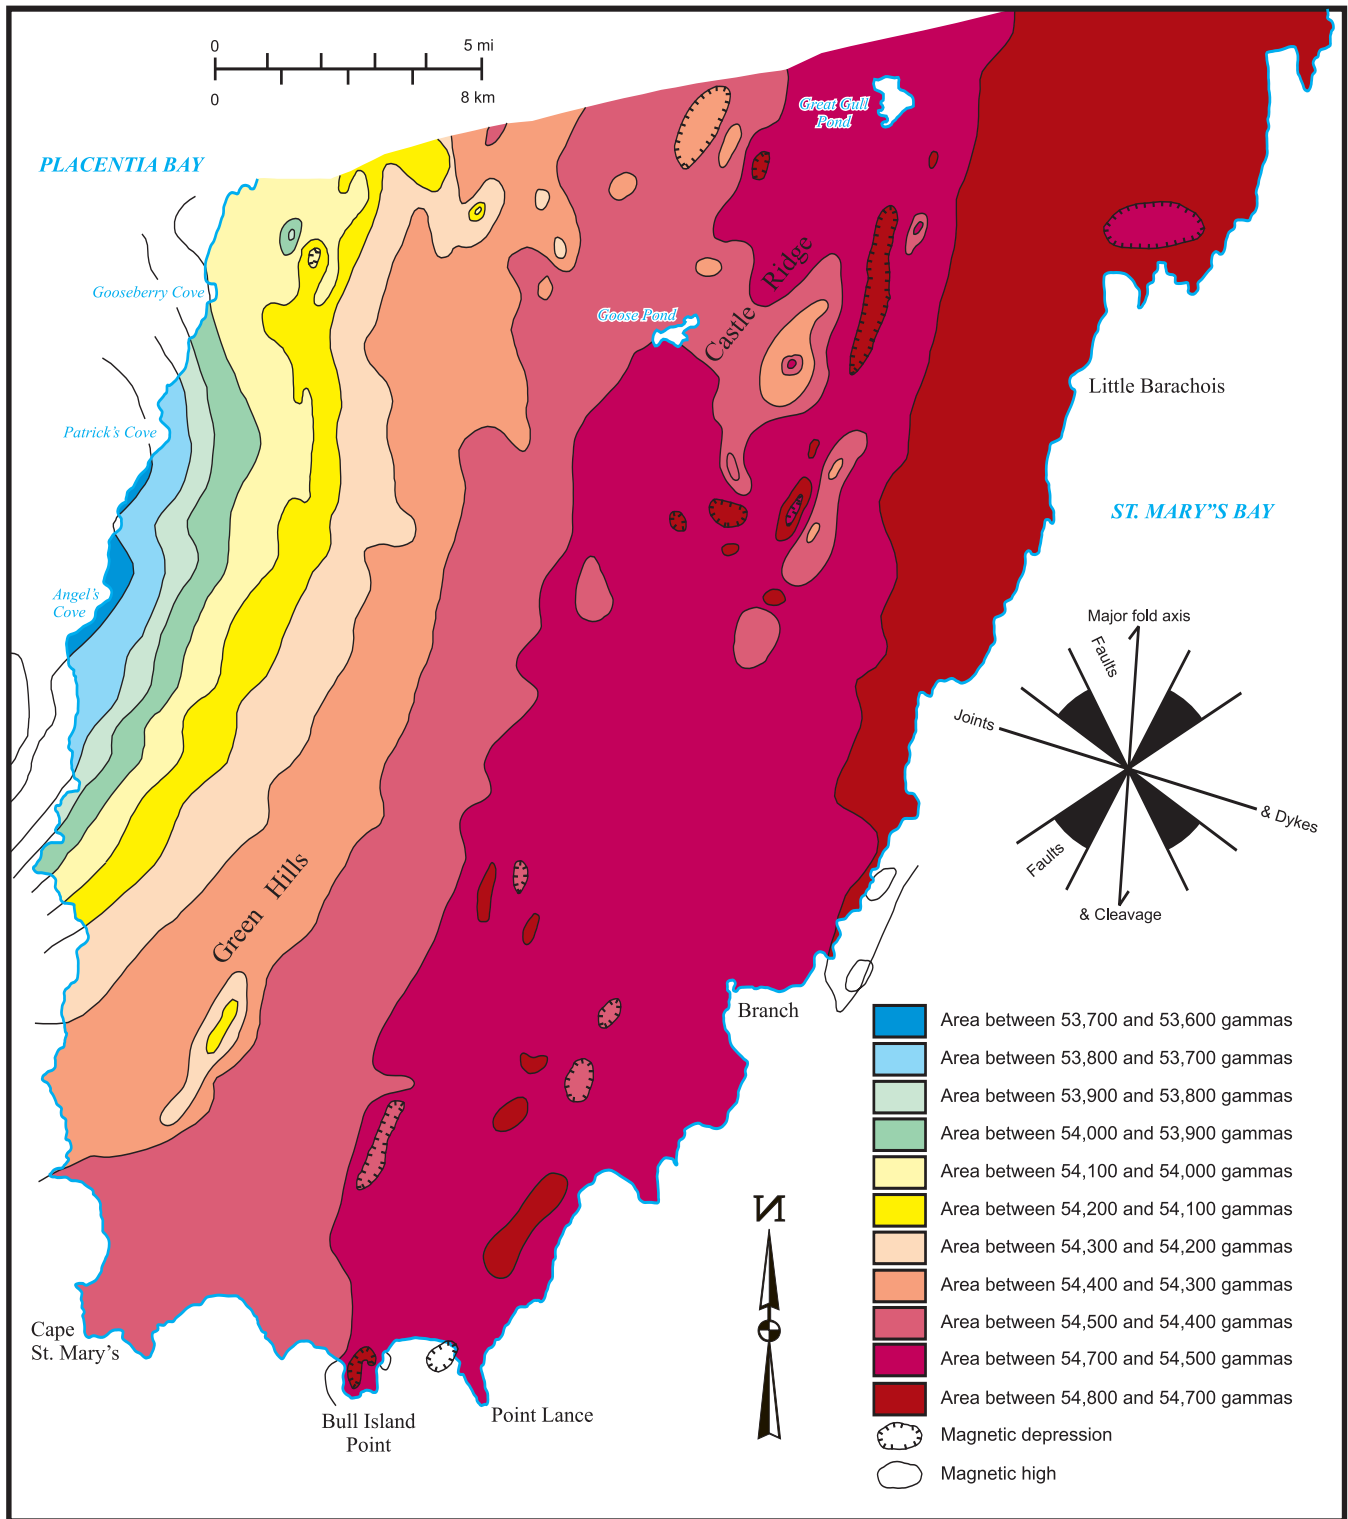 0 5 mi
0 8 km
PLACENTIA BAY
Great Gull
Pond
Gooseberry Cove
Goose Pond
Castle Ridge
Little Barachois
Patrick's Cove
ST. MARY"S BAY
Angel's
Cove
Major fold axis
Faults
Joints
& Dykes
Faults
& Cleavage
Green Hills
Branch
N
Cape
St. Mary's
Bull Island
Point
Point Lance
Area between 53,700 and 53,600 gammas
Area between 53,800 and 53,700 gammas
Area between 53,900 and 53,800 gammas
Area between 54,000 and 53,900 gammas
Area between 54,100 and 54,000 gammas
Area between 54,200 and 54,100 gammas
Area between 54,300 and 54,200 gammas
Area between 54,400 and 54,300 gammas
Area between 54,500 and 54,400 gammas
Area between 54,700 and 54,500 gammas
Area between 54,800 and 54,700 gammas
Magnetic depression
Magnetic high